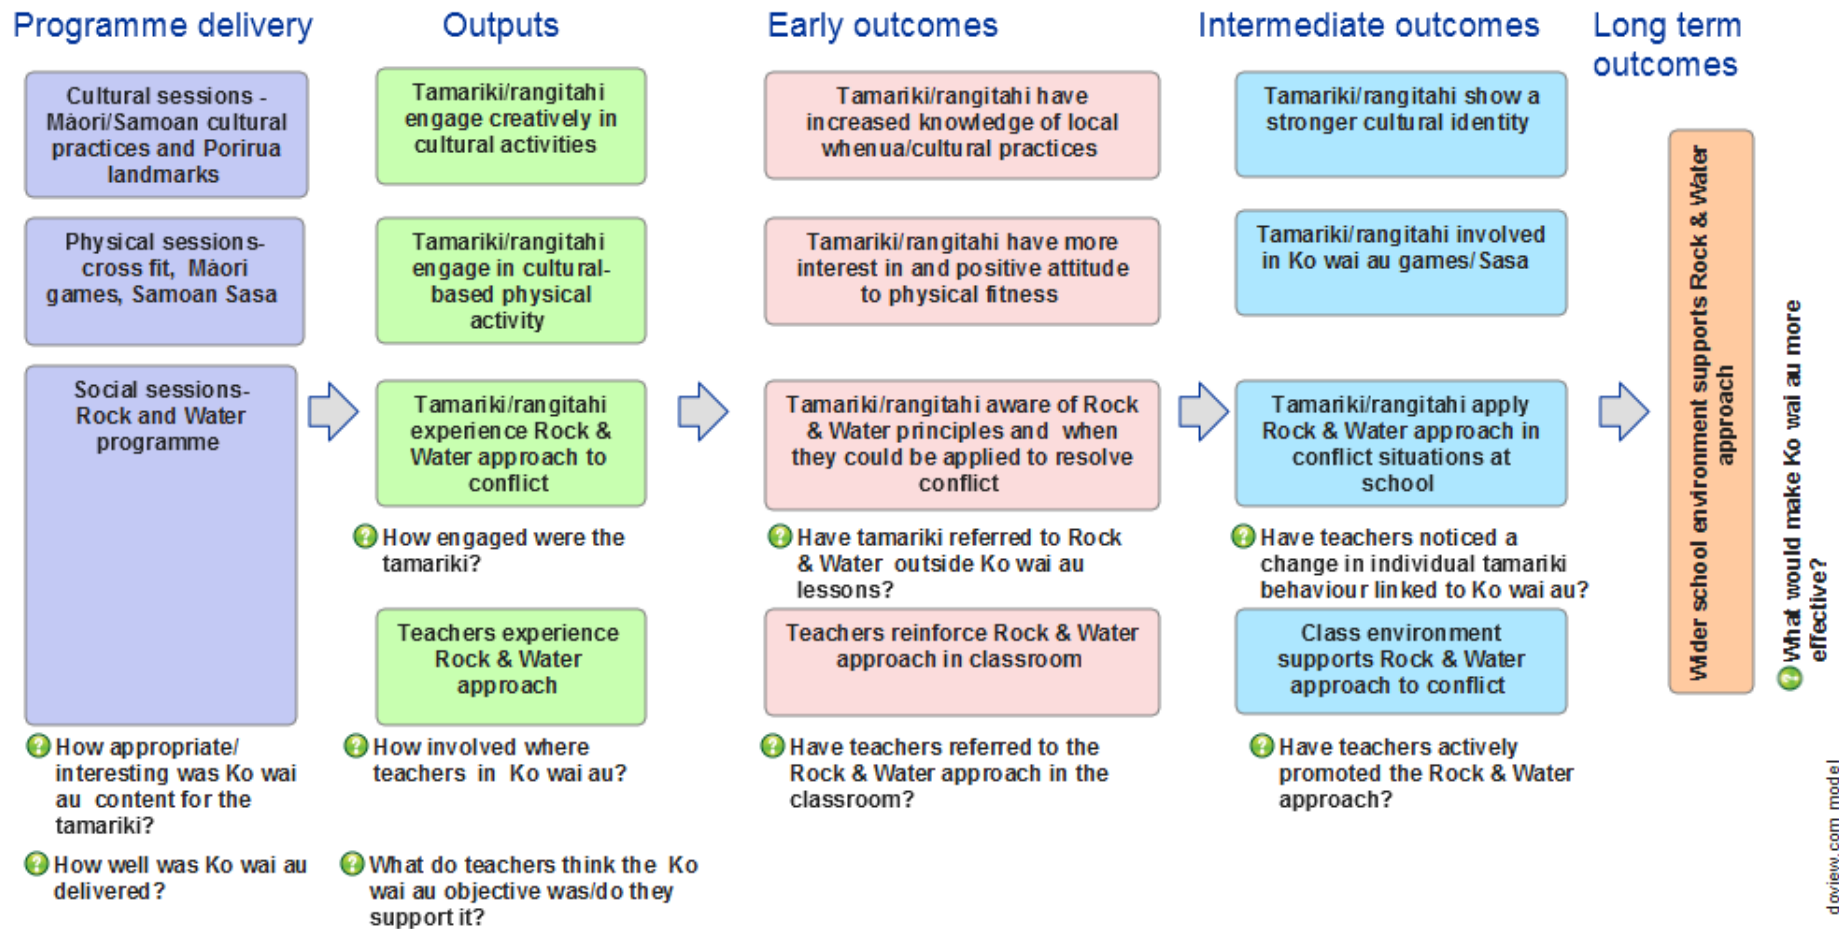 Programme delivery
Outputs
Early outcomes
Intermediate outcomes
Long term
outcomes
Cultural sessions -
Màori/Samoan cultural
practices and Porirua
landmarks
Physical sessions-
cross fit, Màori
games, Samoan Sasa
Social sessions-
Rock and Water
programme
How appropriate/
interesting was Ko wai
au content for the
tamariki?
How well was Ko wai au
delivered?
Tamariki/rangitahi
engage creatively in
cultural activities
Tamariki/rangitahi
engage in cultural-
based physical
activity
Tamariki/rangitahi
experience Rock &
Water approach to
conflict
How engaged were the
tamariki?
Teachers experience
Rock & Water
approach
How involved where
teachers in Ko wai au?
What do teachers think the Ko
wai au objective was/do they
support it?
Tamariki/rangitahi have
increased knowledge of local
whenua/cultural practices
Tamariki/rangitahi have more
interest in and positive attitude
to physical fitness
Tamariki/rangitahi aware of Rock
& Water principles and when
they could be applied to resolve
conflict
Have tamariki referred to Rock
& Water outside Ko wai au
lessons?
Teachers reinforce Rock & Water
approach in classroom
Have teachers referred to the
Rock & Water approach in the
classroom?
Tamariki/rangitahi show a
stronger cultural identity
Tamariki/rangitahi involved
in Ko wai au games/Sasa
Tamariki/rangitahi apply
Rock & Water approach in
conflict situations at
school
Have teachers noticed a
change in individual tamariki
behaviour linked to Ko wai au?
Class environment
supports Rock & Water
approach to conflict
Have teachers actively
promoted the Rock & Water
approach?
Wider school environment supports Rock & Water
approach
What would make Ko wai au more
effective?
doview.com model